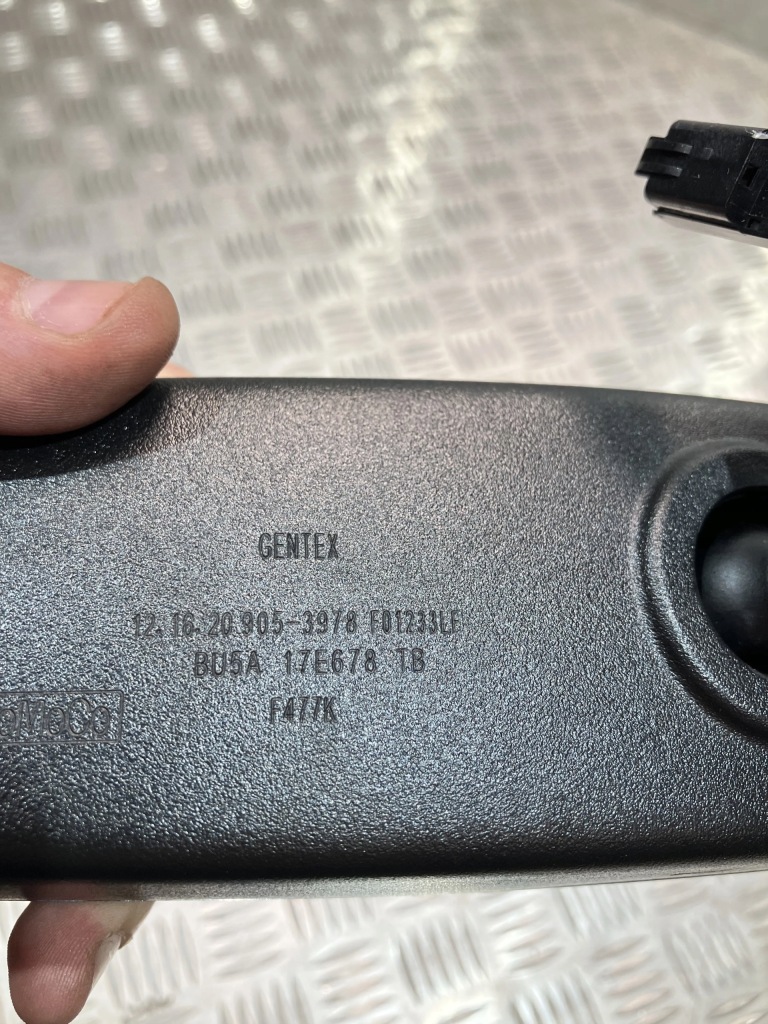 GENTEX
12.16.20 905-3978 F01233LF
BU5A 17E678 TB
F477K